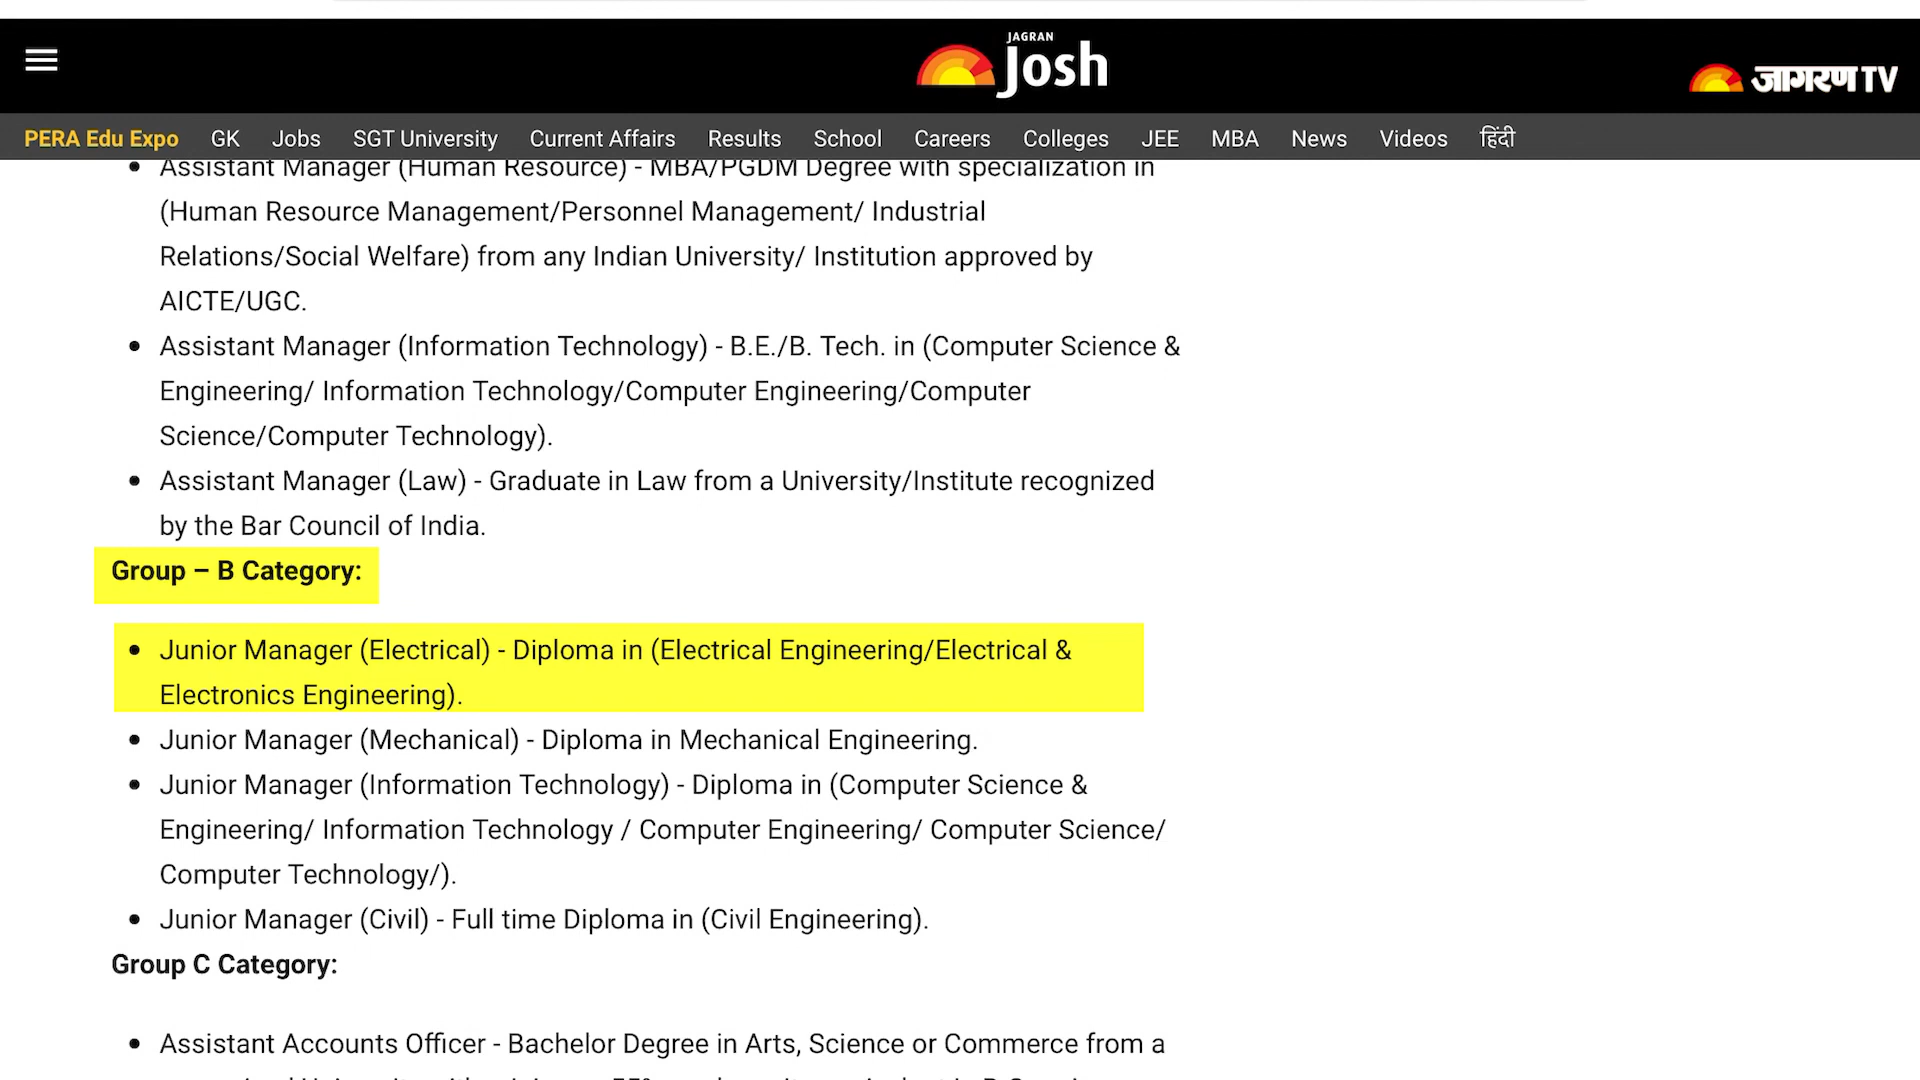 JAGRAN
Josh
जागरण TV
PERA Edu Expo GK Jobs SGT University Current Affairs Results School Careers Colleges JEE MBA News Videos हिंदी
Assistant Manager (Human Resource) - MBA/PGDM Degree with specialization in
(Human Resource Management/Personnel Management/ Industrial
Relations/Social Welfare) from any Indian University/ Institution approved by
AICTE/UGC.
Assistant Manager (Information Technology) - B.E./B. Tech. in (Computer Science &
Engineering/ Information Technology/Computer Engineering/Computer
Science/Computer Technology).
Assistant Manager (Law) - Graduate in Law from a University/Institute recognized
by the Bar Council of India.
Group – B Category:
Junior Manager (Electrical) - Diploma in (Electrical Engineering/Electrical &
Electronics Engineering).
Junior Manager (Mechanical) - Diploma in Mechanical Engineering.
Junior Manager (Information Technology) - Diploma in (Computer Science &
Engineering/ Information Technology / Computer Engineering/ Computer Science/
Computer Technology/).
Junior Manager (Civil) - Full time Diploma in (Civil Engineering).
Group C Category:
Assistant Accounts Officer - Bachelor Degree in Arts, Science or Commerce from a